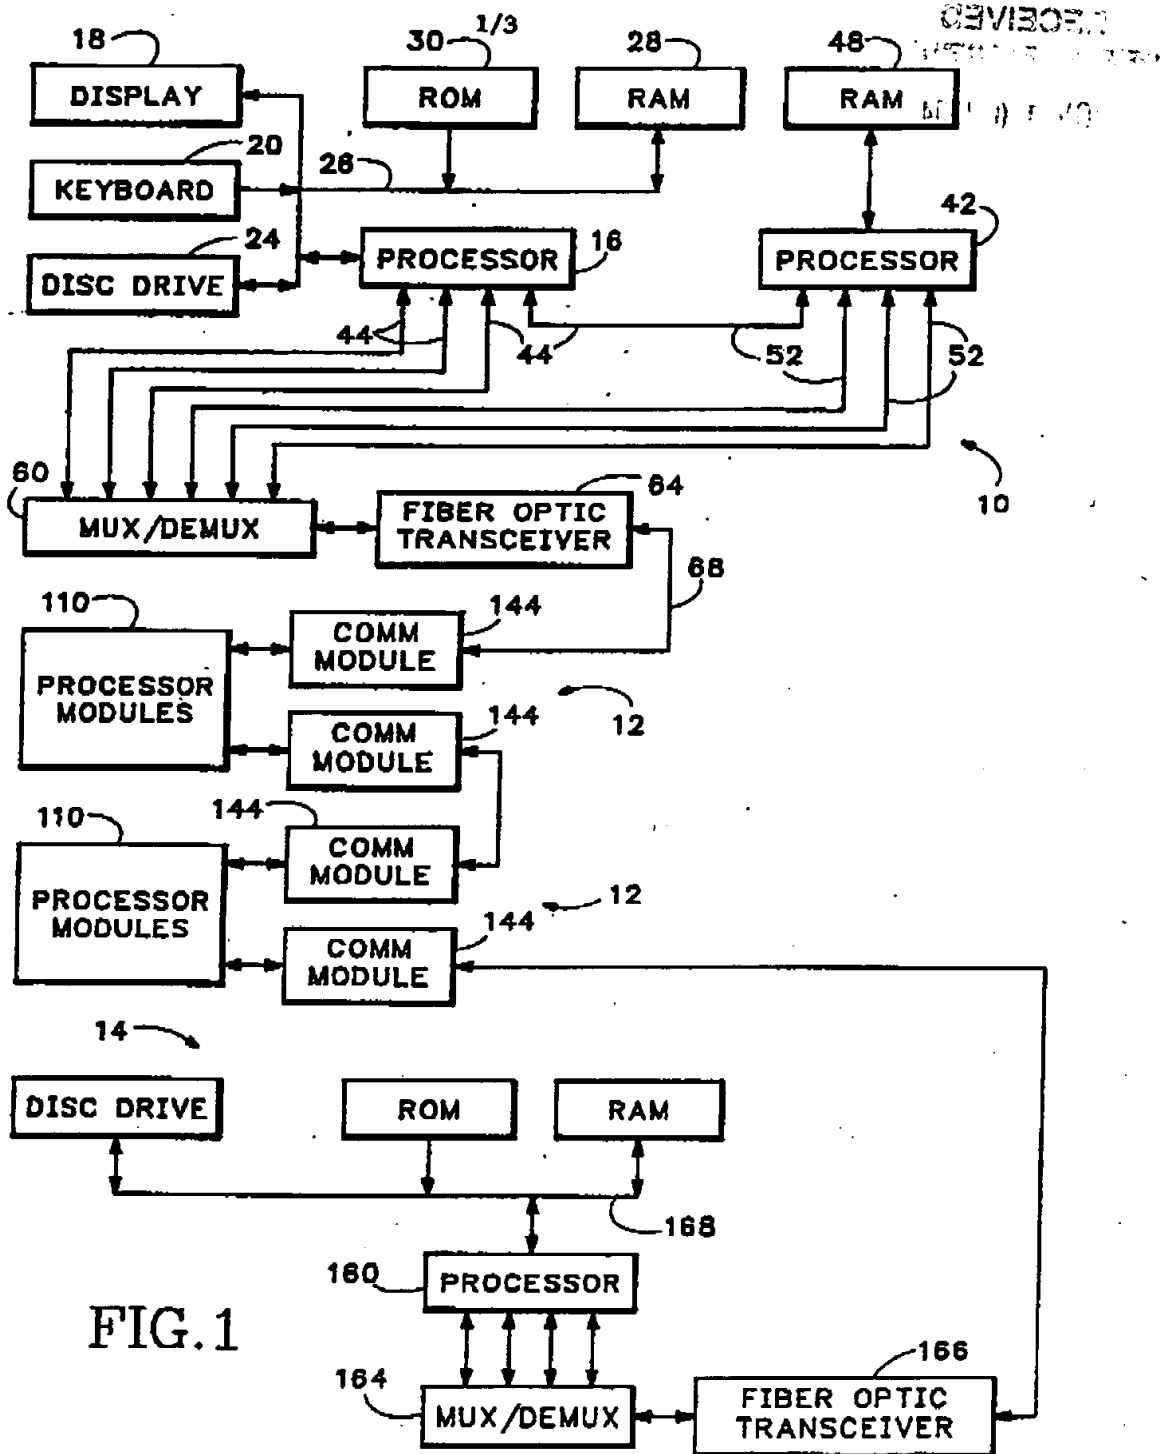 1/3
18
30
28
48
DISPLAY
ROM
RAM
RAM
20
26
KEYBOARD
42
24
PROCESSOR
16
PROCESSOR
DISC DRIVE
44
44
52
52
60
64
10
MUX/DEMUX
FIBER OPTIC
TRANSCEIVER
68
110
144
COMM
MODULE
PROCESSOR
MODULES
12
144
COMM
MODULE
110
144
COMM
MODULE
PROCESSOR
MODULES
12
144
COMM
MODULE
14
DISC DRIVE
ROM
RAM
168
160
PROCESSOR
FIG.1
166
164
MUX/DEMUX
FIBER OPTIC
TRANSCEIVER